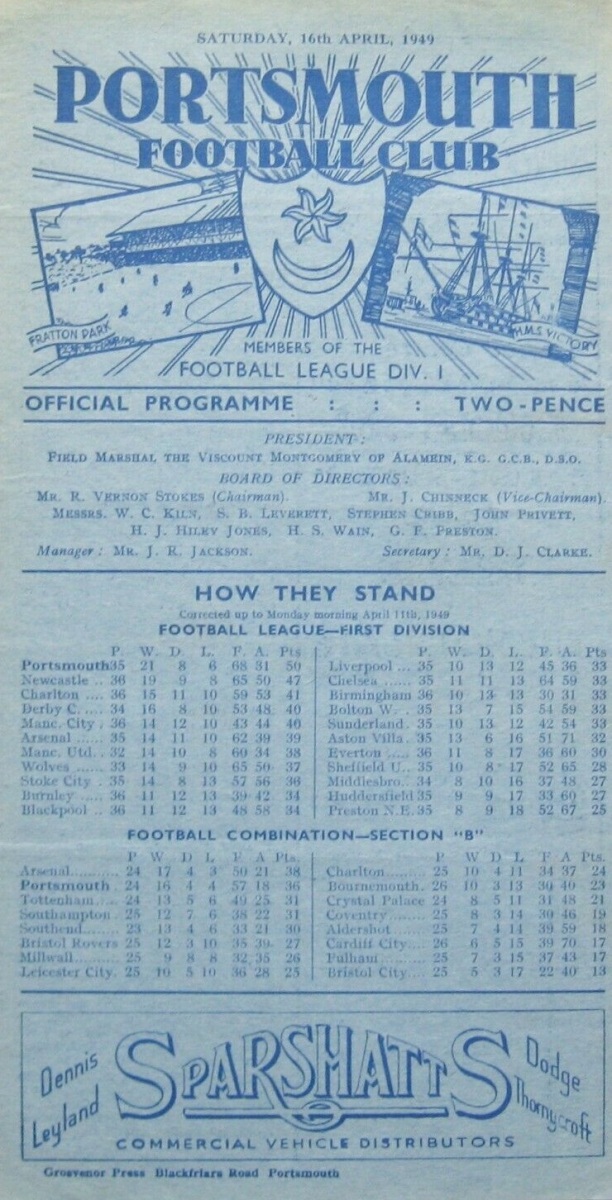 SATURDAY, 16th APRIL, 1949
PORTSMOUTH
FOOTBALL CLUB
FRATTON PARK
H.M.S VICTORY
MEMBERS OF THE
FOOTBALL LEAGUE DIV. I
OFFICIAL PROGRAMME : : : TWO-PENCE
PRESIDENT:
FIELD MARSHAL THE VISCOUNT MONTGOMERY OF ALAMEIN, K.G. G.C.B., D.S.O.
BOARD OF DIRECTORS:
MR. R. VERNON STOKES (Chairman). MR. J. CHINNECK (Vice-Chairman).
MESSRS. W. C. KILN, S. B. LEVERETT, STEPHEN CRIBB, JOHN PRIVETT,
H. J. HILEY JONES, H. S. WAIN, G. F. PRESTON.
Manager: MR. J. R. JACKSON. Secretary: MR. D. J. CLARKE.
HOW THEY STAND
Corrected up to Monday morning April 11th, 1949
FOOTBALL LEAGUE—FIRST DIVISION
P. W. D. L. F. A. Pts
Portsmouth 35 21 8 6 68 31 50
Newcastle .. 36 19 9 8 65 50 47
Charlton .... 36 15 11 10 59 53 41
Derby C. .... 34 16 8 10 53 48 40
Manc. City . 36 14 12 10 43 44 40
Arsenal .... 35 14 11 10 62 39 39
Manc. Utd. . 32 14 10 8 60 34 38
Wolves .... 33 14 9 10 65 50 37
Stoke City . 35 14 8 13 57 56 36
Burnley .... 36 11 12 13 39 42 34
Blackpool .. 36 11 12 13 48 58 34
P. W. D. L. F. A. Pts
Liverpool ... 35 10 13 12 45 36 33
Chelsea .... 35 11 11 13 64 59 33
Birmingham 36 10 13 13 30 31 33
Bolton W. . 35 13 7 15 54 59 33
Sunderland . 35 10 13 12 42 54 33
Aston Villa . 35 13 6 16 51 71 32
Everton .... 36 11 8 17 36 60 30
Sheffield U.. 35 10 8 17 52 65 28
Middlesbro.. 34 8 10 16 37 48 27
Huddersfield 35 9 9 17 33 60 27
Preston N.E. 35 8 9 18 52 67 25
FOOTBALL COMBINATION—SECTION "B"
P W D L F A Pts.
Arsenal.......... 24 17 4 3 50 21 38
Portsmouth . 24 16 4 4 57 18 36
Tottenham.... 24 13 5 6 49 25 31
Southampton 25 12 7 6 38 22 31
Southend...... 23 13 4 6 33 21 30
Bristol Rovers 25 12 3 10 35 39 27
Millwall........ 25 9 8 8 32 35 26
Leicester City. 25 10 5 10 36 28 25
P W D L F A Pts
Charlton........ 25 10 4 11 34 37 24
Bournemouth. 26 10 3 13 30 40 23
Crystal Palace 24 8 5 11 31 48 21
Coventry....... 25 8 3 14 30 46 19
Aldershot...... 25 7 4 14 39 59 18
Cardiff City.... 26 6 5 15 39 70 17
Fulham......... 25 7 3 15 37 43 17
Bristol City.... 25 5 3 17 22 40 13
Dennis
Leyland
SPARSHATTS
Dodge
Thornycroft
COMMERCIAL VEHICLE DISTRIBUTORS
Grosvenor Press Blackfriars Road Portsmouth